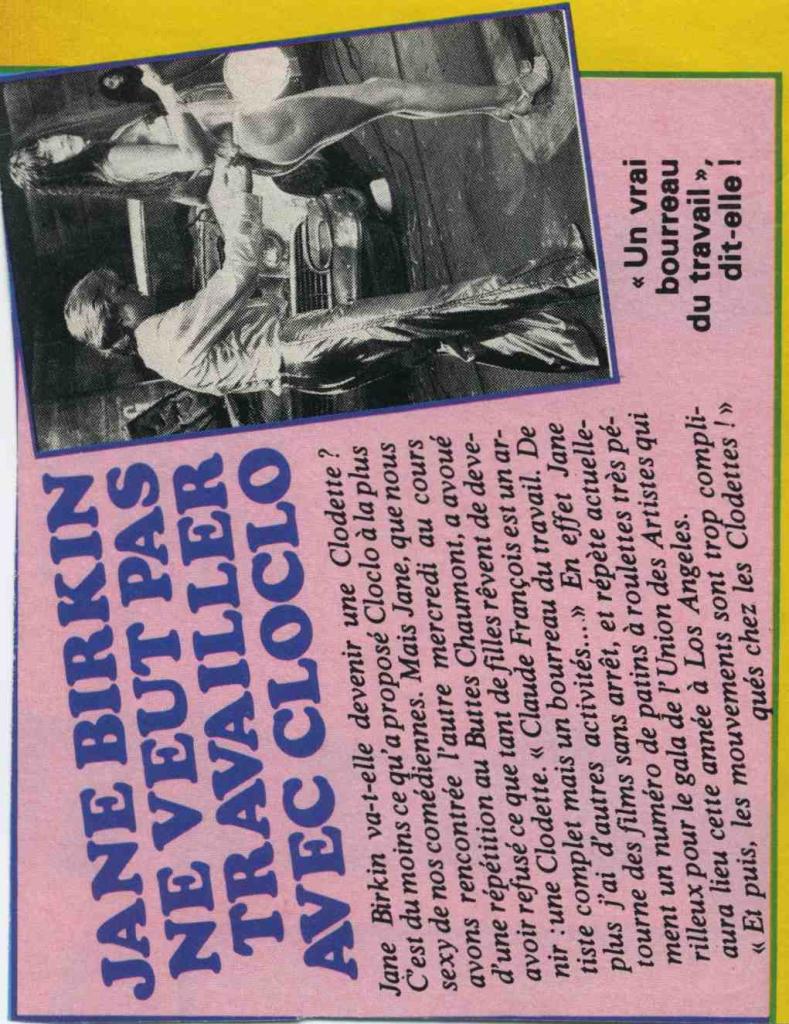 JANE BIRKIN
NE VEUT PAS
TRAVAILLER
AVEC CLOCLO
Jane Birkin va-t-elle devenir une Clodette ?
C'est du moins ce qu'a proposé Cloclo à la plus
sexy de nos comédiennes. Mais Jane, que nous
avons rencontrée l'autre mercredi au cours
d'une répétition au Buttes Chaumont, a avoué
avoir refusé ce que tant de filles rêvent de deve-
nir : une Clodette. « Claude François est un ar-
tiste complet mais un bourreau du travail. De
plus j'ai d'autres activités.... » En effet Jane
tourne des films sans arrêt, et répète actuelle-
ment un numéro de patins à roulettes très pé-
rilleux pour le gala de l'Union des Artistes qui
aura lieu cette année à Los Angeles.
« Et puis, les mouvements sont trop compli-
qués chez les Clodettes ! »
« Un vrai
bourreau
du travail »,
dit-elle !